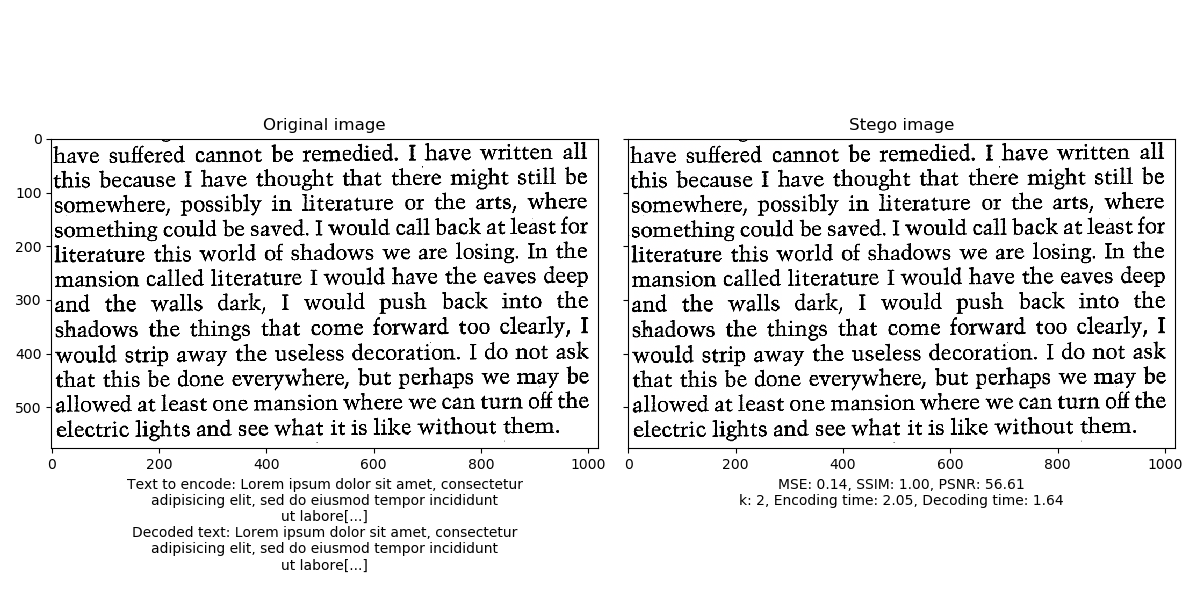 Original image
0
100
200
300
400
500
have suffered cannot be remedied. I have written all
this because I have thought that there might still be
somewhere, possibly in literature or the arts, where
something could be saved. I would call back at least for
literature this world of shadows we are losing. In the
mansion called literature I would have the eaves deep
and the walls dark, I would push back into the
shadows the things that come forward too clearly, I
would strip away the useless decoration. I do not ask
that this be done everywhere, but perhaps we may be
allowed at least one mansion where we can turn off the
electric lights and see what it is like without them.
0 200 400 600 800 1000
Text to encode: Lorem ipsum dolor sit amet, consectetur
adipisicing elit, sed do eiusmod tempor incididunt
ut labore[...]
Decoded text: Lorem ipsum dolor sit amet, consectetur
adipisicing elit, sed do eiusmod tempor incididunt
ut labore[...]
Stego image
have suffered cannot be remedied. I have written all
this because I have thought that there might still be
somewhere, possibly in literature or the arts, where
something could be saved. I would call back at least for
literature this world of shadows we are losing. In the
mansion called literature I would have the eaves deep
and the walls dark, I would push back into the
shadows the things that come forward too clearly, I
would strip away the useless decoration. I do not ask
that this be done everywhere, but perhaps we may be
allowed at least one mansion where we can turn off the
electric lights and see what it is like without them.
0 200 400 600 800 1000
MSE: 0.14, SSIM: 1.00, PSNR: 56.61
k: 2, Encoding time: 2.05, Decoding time: 1.64